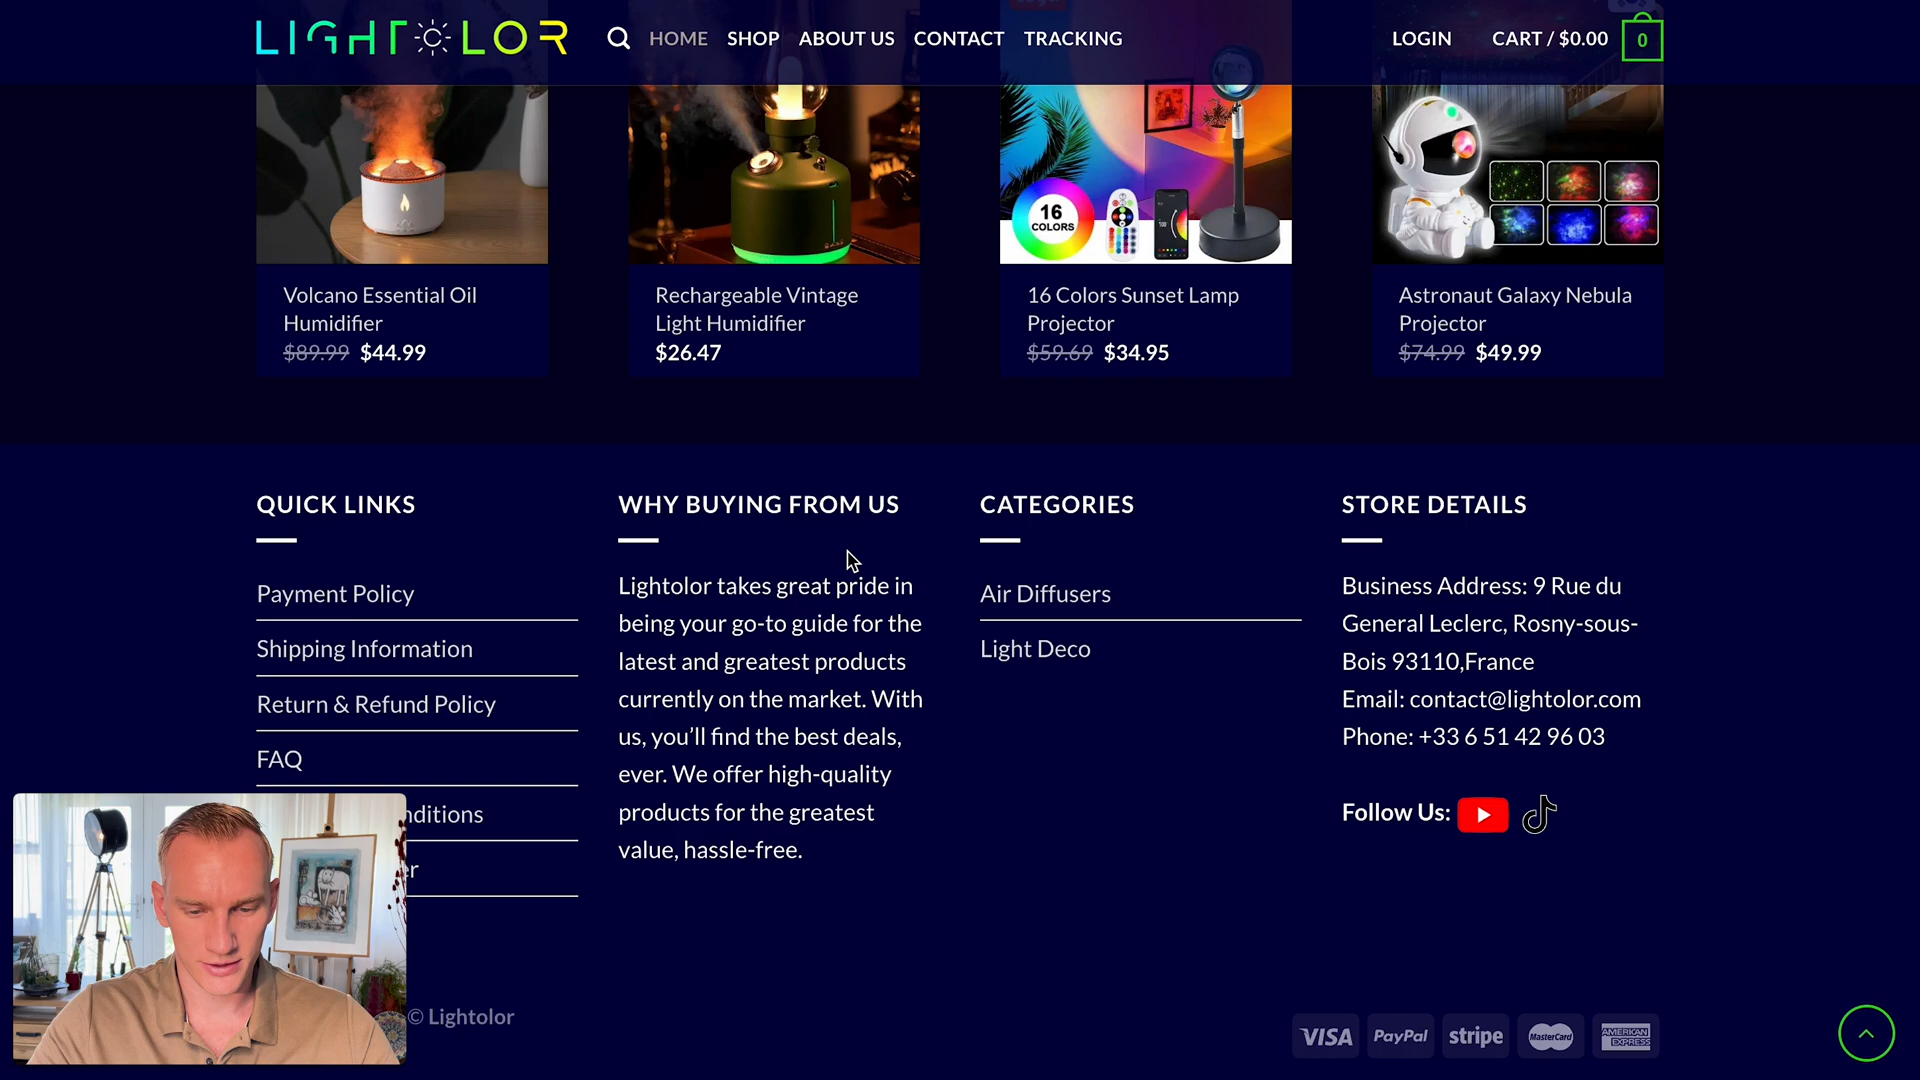 LIGHTOLOR
HOME SHOP ABOUT US CONTACT TRACKING
LOGIN CART / $0.00 0
16
COLORS
Volcano Essential Oil
Humidifier
$89.99 $44.99
Rechargeable Vintage
Light Humidifier
$26.47
16 Colors Sunset Lamp
Projector
$59.69 $34.95
Astronaut Galaxy Nebula
Projector
$74.99 $49.99
QUICK LINKS
Payment Policy
Shipping Information
Return & Refund Policy
FAQ
nditions
er
WHY BUYING FROM US
Lightolor takes great pride in
being your go-to guide for the
latest and greatest products
currently on the market. With
us, you’ll find the best deals,
ever. We offer high-quality
products for the greatest
value, hassle-free.
CATEGORIES
Air Diffusers
Light Deco
STORE DETAILS
Business Address: 9 Rue du
General Leclerc, Rosny-sous-
Bois 93110,France
Email: contact@lightolor.com
Phone: +33 6 51 42 96 03
Follow Us:
© Lightolor
VISA PayPal stripe MasterCard AMERICAN EXPRESS